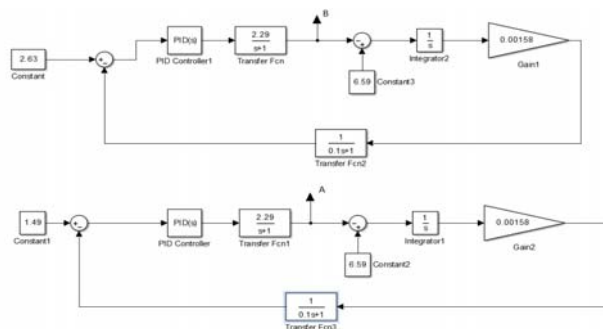 B
PID(s)
2.29
s+1
1
s
0.00158
2.63
Constant
PID Controller1
Transfer Fcn
Integrator2
Gain1
6.59
Constant3
1
0.1s+1
Transfer Fcn2
A
1.49
Constant1
PID(s)
PID Controller
2.29
s+1
Transfer Fcn1
1
s
Integrator1
0.00158
Gain2
6.59
Constant2
1
0.1s+1
Transfer Fcn3